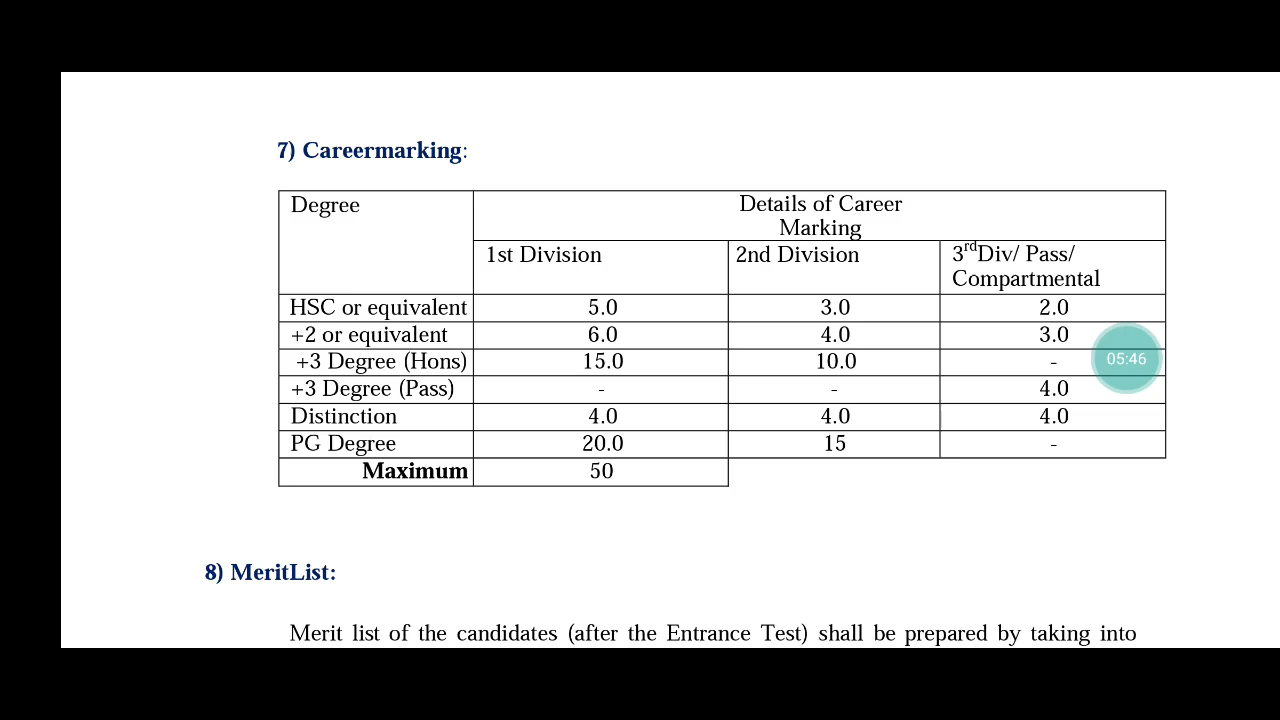 7) Careermarking:
Degree
Details of Career
Marking
1st Division 2nd Division 3rdDiv/ Pass/
Compartmental
HSC or equivalent 5.0 3.0 2.0
+2 or equivalent 6.0 4.0 3.0
+3 Degree (Hons) 15.0 10.0 -
05:46
+3 Degree (Pass) - - 4.0
Distinction 4.0 4.0 4.0
PG Degree 20.0 15 -
Maximum 50
8) MeritList:
Merit list of the candidates (after the Entrance Test) shall be prepared by taking into